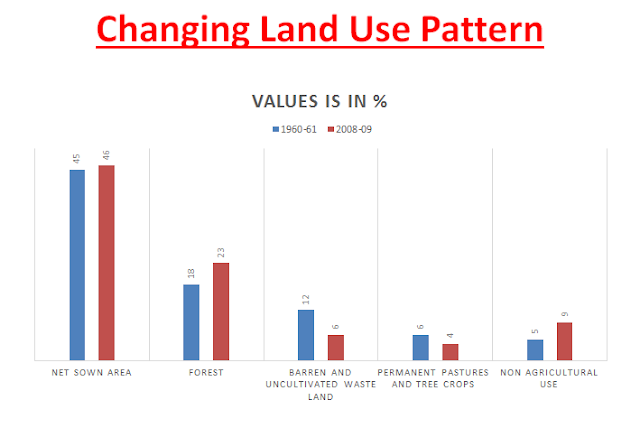 Changing Land Use Pattern
VALUES IS IN %
1960-61 2008-09
45 46 18 23 12 6 6 4 5 9
NET SOWN AREA
FOREST
BARREN AND
UNCULTIVATED WASTE
LAND
PERMANENT PASTURES
AND TREE CROPS
NON AGRICULTURAL
USE